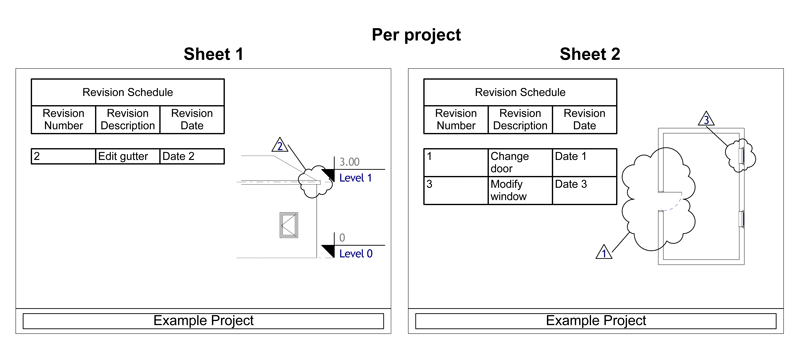 Per project
Sheet 1
Revision Schedule
Revision Number
Revision Description
Revision Date
2
Edit gutter
Date 2
2
3.00
Level 1
0
Level 0
Example Project
Sheet 2
Revision Schedule
Revision Number
Revision Description
Revision Date
1
Change door
Date 1
3
Modify window
Date 3
3
1
Example Project